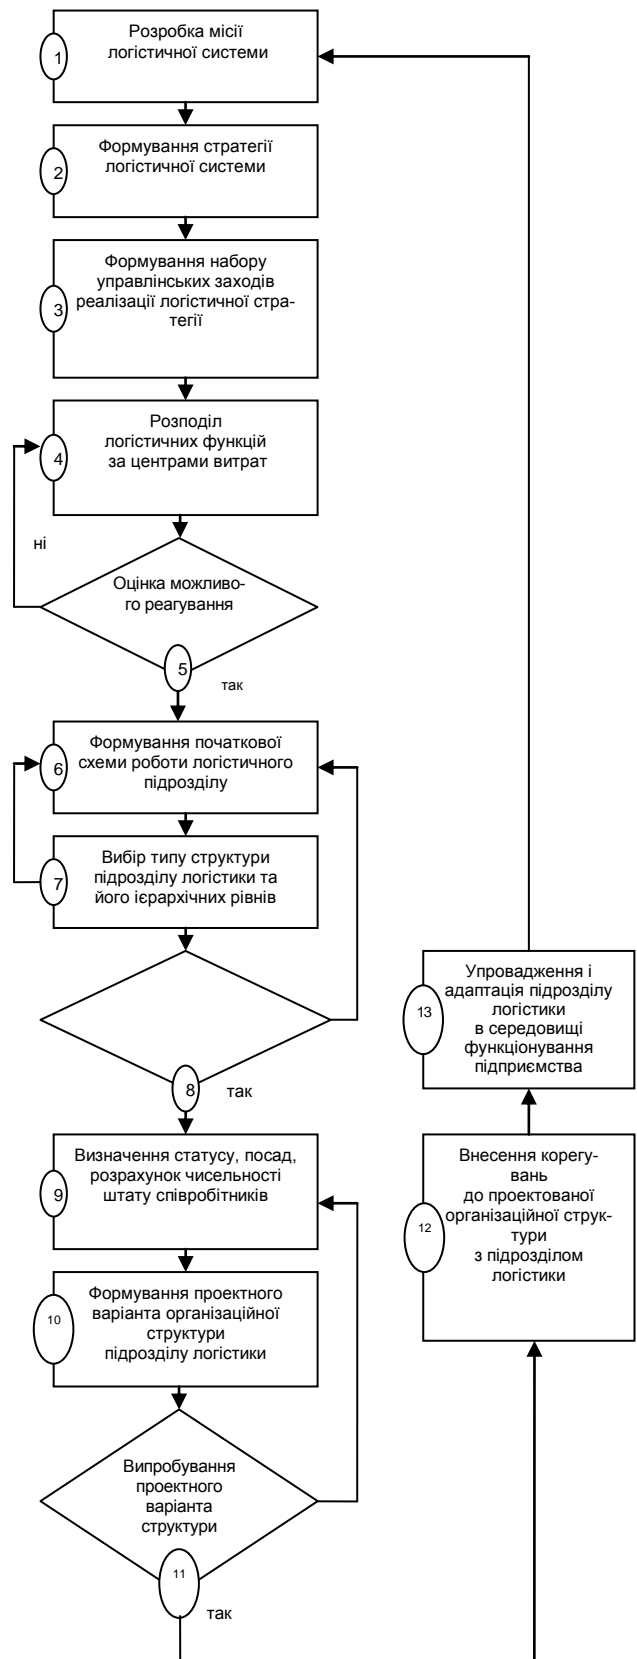 Розробка місії
логістичної системи
1
Формування стратегії
логістичної системи
2
Формування набору
управлінських заходів
реалізації логістичної стра-
тегії
3
Розподіл
логістичних функцій
за центрами витрат
4
ні
Оцінка можливо-
го реагування
5
так
Формування початкової
схеми роботи логістичного
підрозділу
6
Вибір типу структури
підрозділу логістики та
його ієрархічних рівнів
7
8
так
Визначення статусу, посад,
розрахунок чисельності
штату співробітників
9
Формування проектного
варіанта організаційної
структури
підрозділу логістики
10
Випробування
проектного
варіанта
структури
11
так
Внесення корегу-
вань
до проектованої
організаційної струк-
тури
з підрозділом
логістики
12
Упровадження і
адаптація підрозділу
логістики
в середовищі
функціонування
підприємства
13